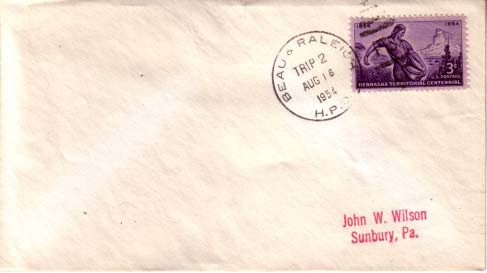 BEAU & RALEIGH
TRIP 2
AUG 16
1954
H.P.O.
1854 1954
3¢
U.S. POSTAGE
NEBRASKA TERRITORIAL CENTENNIAL
John W. Wilson
Sunbury, Pa.